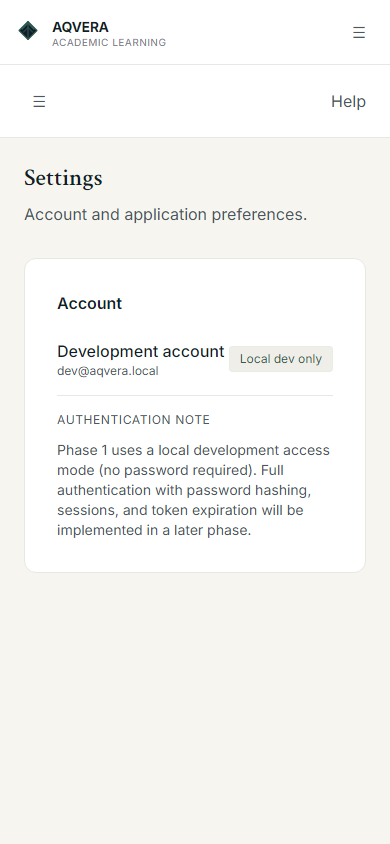 AQVERA
ACADEMIC LEARNING
Help
Settings
Account and application preferences.
Account
Development account
Local dev only
dev@aqvera.local
AUTHENTICATION NOTE
Phase 1 uses a local development access
mode (no password required). Full
authentication with password hashing,
sessions, and token expiration will be
implemented in a later phase.